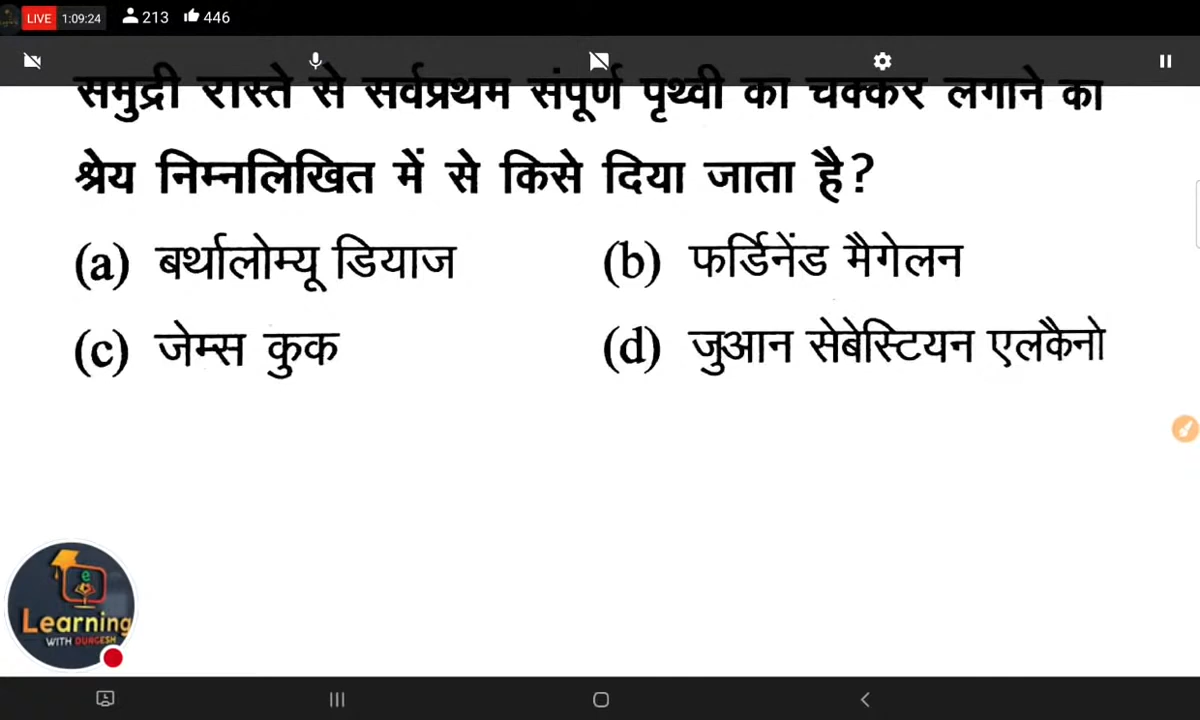 LIVE 1:09:24 213 446
समुद्री रास्ते से सर्वप्रथम संपूर्ण पृथ्वी का चक्कर लगाने का
श्रेय निम्नलिखित में से किसे दिया जाता है?
(a) बर्थालोम्यू डियाज (b) फर्डिनेंड मैगेलन
(c) जेम्स कुक (d) जुआन सेबेस्टियन एलकैनो
e
Learning
WITH DURGESH